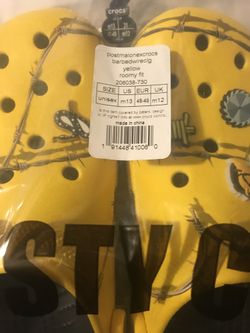 crocs
postmalonexcrocs
barbedwireclg
yellow
roomy fit
206038-730
SIZE US EUR UK
unisex m13 48-49 m12
made in china
1 91448 41006 0
STY C